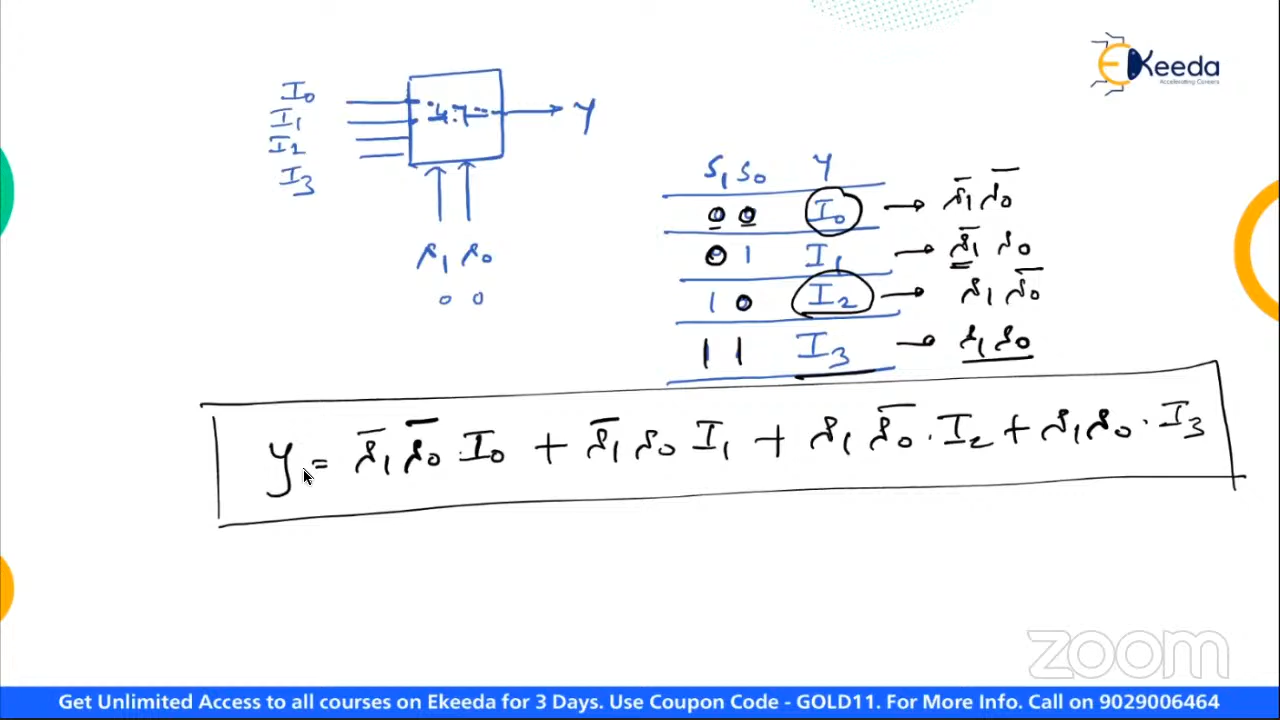 Ekeeda
Accelerating Careers
I₀
I₁
I₂
I₃
Y
s₁ s₀
0 0
S₁ S₀ Y
0 0 I₀ → s̄₁ s̄₀
0 1 I₁ → s̄₁ s₀
1 0 I₂ → s₁ s̄₀
1 1 I₃ → s₁ s₀
y = s̄₁ s̄₀ · I₀ + s̄₁ s₀ I₁ + s₁ s̄₀ · I₂ + s₁ s₀ · I₃
zoom
Get Unlimited Access to all courses on Ekeeda for 3 Days. Use Coupon Code - GOLD11. For More Info. Call on 9029006464